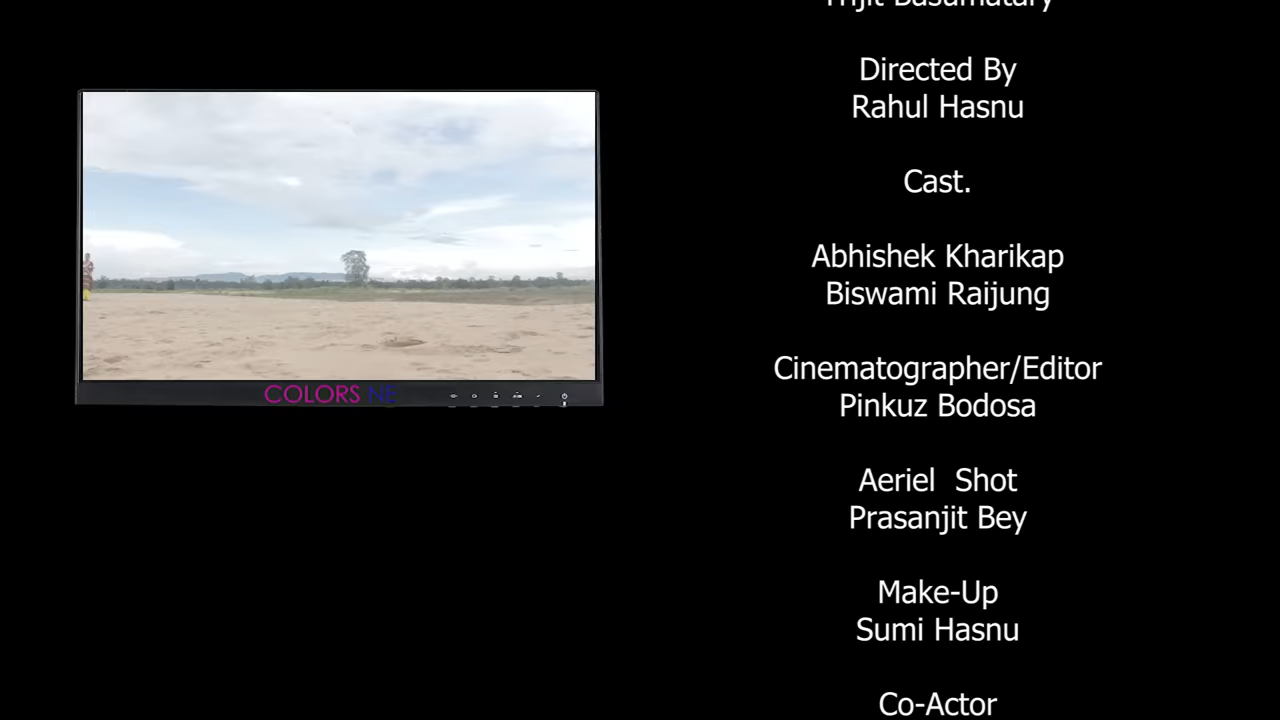 Basumatary
Directed By
Rahul Hasnu
Cast.
Abhishek Kharikap
Biswami Raijung
Cinematographer/Editor
Pinkuz Bodosa
Aeriel  Shot
Prasanjit Bey
Make-Up
Sumi Hasnu
Co-Actor
COLORS NE